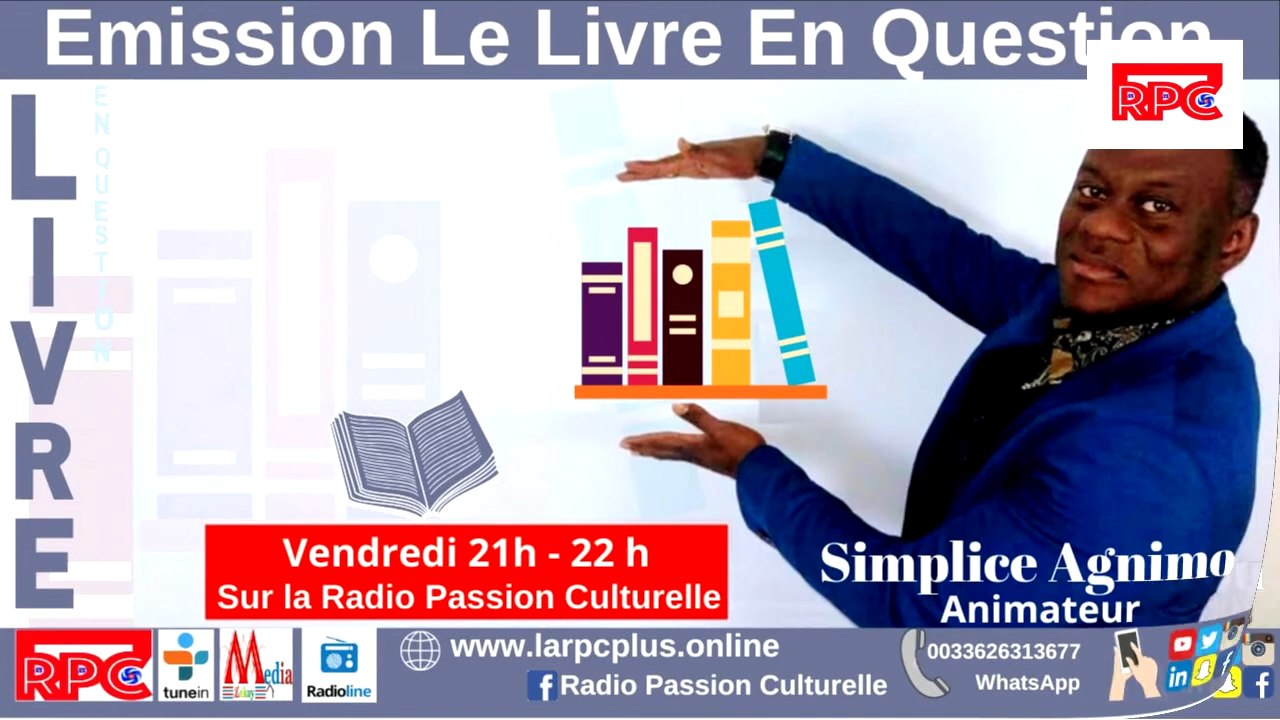 Emission Le Livre En Question
RPC
LIVRE
EN QUESTION
Vendredi 21h - 22 h
Sur la Radio Passion Culturelle
Simplice Agnimo
Animateur
RPC
tunein
Media
Radioline
www.larpcplus.online
Radio Passion Culturelle
0033626313677
WhatsApp